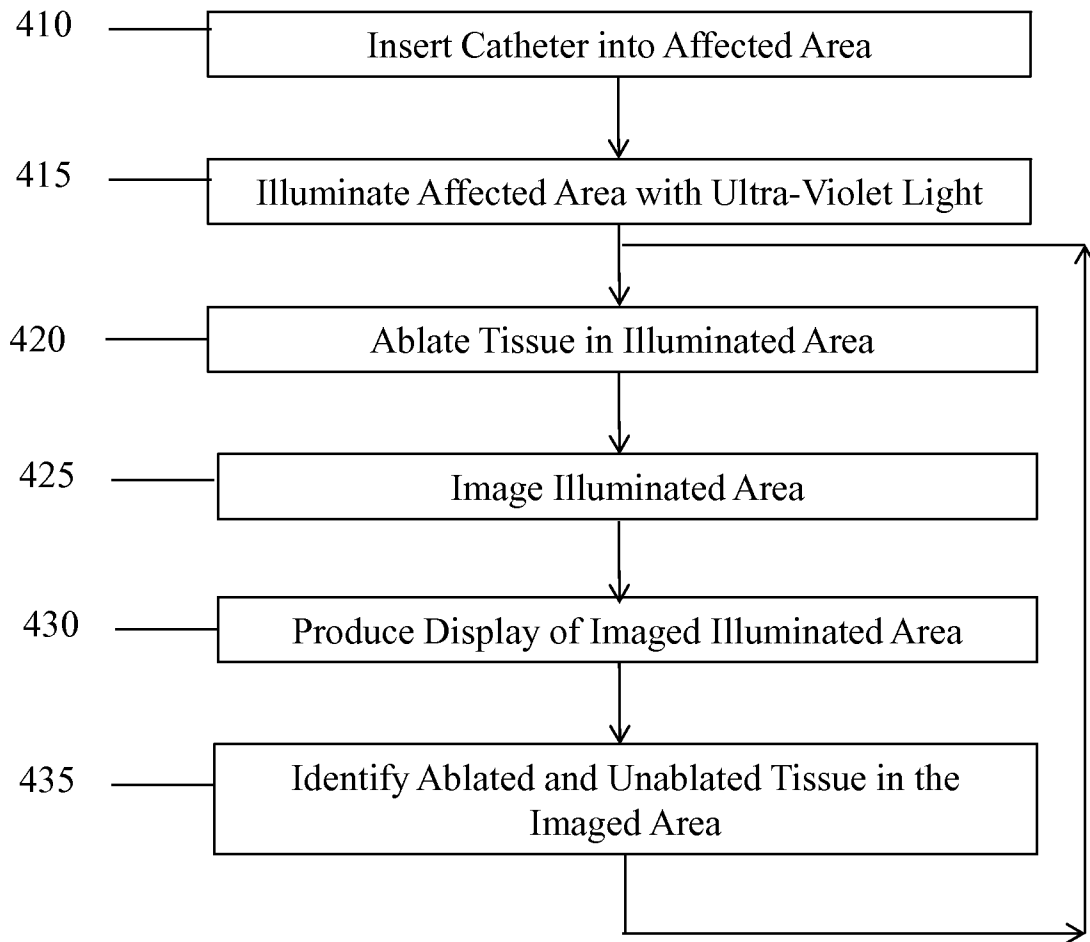 410
Insert Catheter into Affected Area
415
Illuminate Affected Area with Ultra-Violet Light
420
Ablate Tissue in Illuminated Area
425
Image Illuminated Area
430
Produce Display of Imaged Illuminated Area
435
Identify Ablated and Unablated Tissue in the
Imaged Area